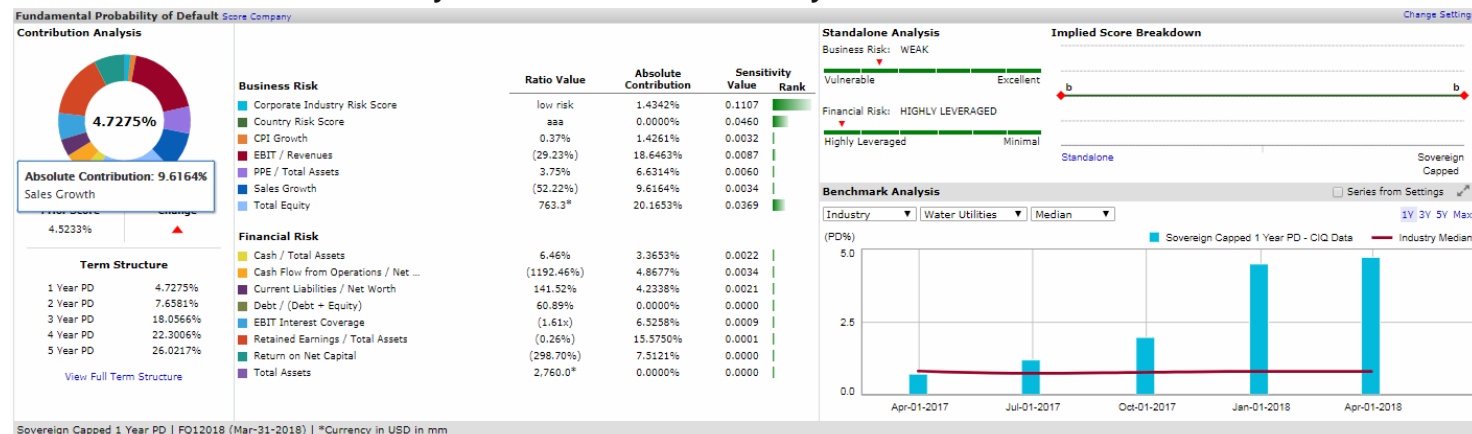 Fundamental Probability of Default Score Company
Change Setting
Contribution Analysis
4.7275%
Absolute Contribution: 9.6164%
Sales Growth
4.5233%
Term Structure
1 Year PD 4.7275%
2 Year PD 7.6581%
3 Year PD 18.0566%
4 Year PD 22.3006%
5 Year PD 26.0217%
View Full Term Structure
Business Risk Ratio Value Absolute Contribution Sensitivity Value Rank
Corporate Industry Risk Score low risk 1.4342% 0.1107
Country Risk Score aaa 0.0000% 0.0460
CPI Growth 0.37% 1.4261% 0.0032
EBIT / Revenues (29.23%) 18.6463% 0.0087
PPE / Total Assets 3.75% 6.6314% 0.0060
Sales Growth (52.22%) 9.6164% 0.0034
Total Equity 763.3* 20.1653% 0.0369
Financial Risk
Cash / Total Assets 6.46% 3.3653% 0.0022
Cash Flow from Operations / Net ... (1192.46%) 4.8677% 0.0034
Current Liabilities / Net Worth 141.52% 4.2338% 0.0021
Debt / (Debt + Equity) 60.89% 0.0000% 0.0000
EBIT Interest Coverage (1.61x) 6.5258% 0.0009
Retained Earnings / Total Assets (0.26%) 15.5750% 0.0001
Return on Net Capital (298.70%) 7.5121% 0.0000
Total Assets 2,760.0* 0.0000% 0.0000
Standalone Analysis
Business Risk: WEAK
Vulnerable Excellent
Financial Risk: HIGHLY LEVERAGED
Highly Leveraged Minimal
Implied Score Breakdown
b b
Standalone Sovereign
Capped
Benchmark Analysis Series from Settings
Industry Water Utilities Median 1Y 3Y 5Y Max
(PD%) Sovereign Capped 1 Year PD - CIQ Data Industry Median
5.0
2.5
0.0
Apr-01-2017 Jul-01-2017 Oct-01-2017 Jan-01-2018 Apr-01-2018
Sovereign Capped 1 Year PD | FQ12018 (Mar-31-2018) | *Currency in USD in mm